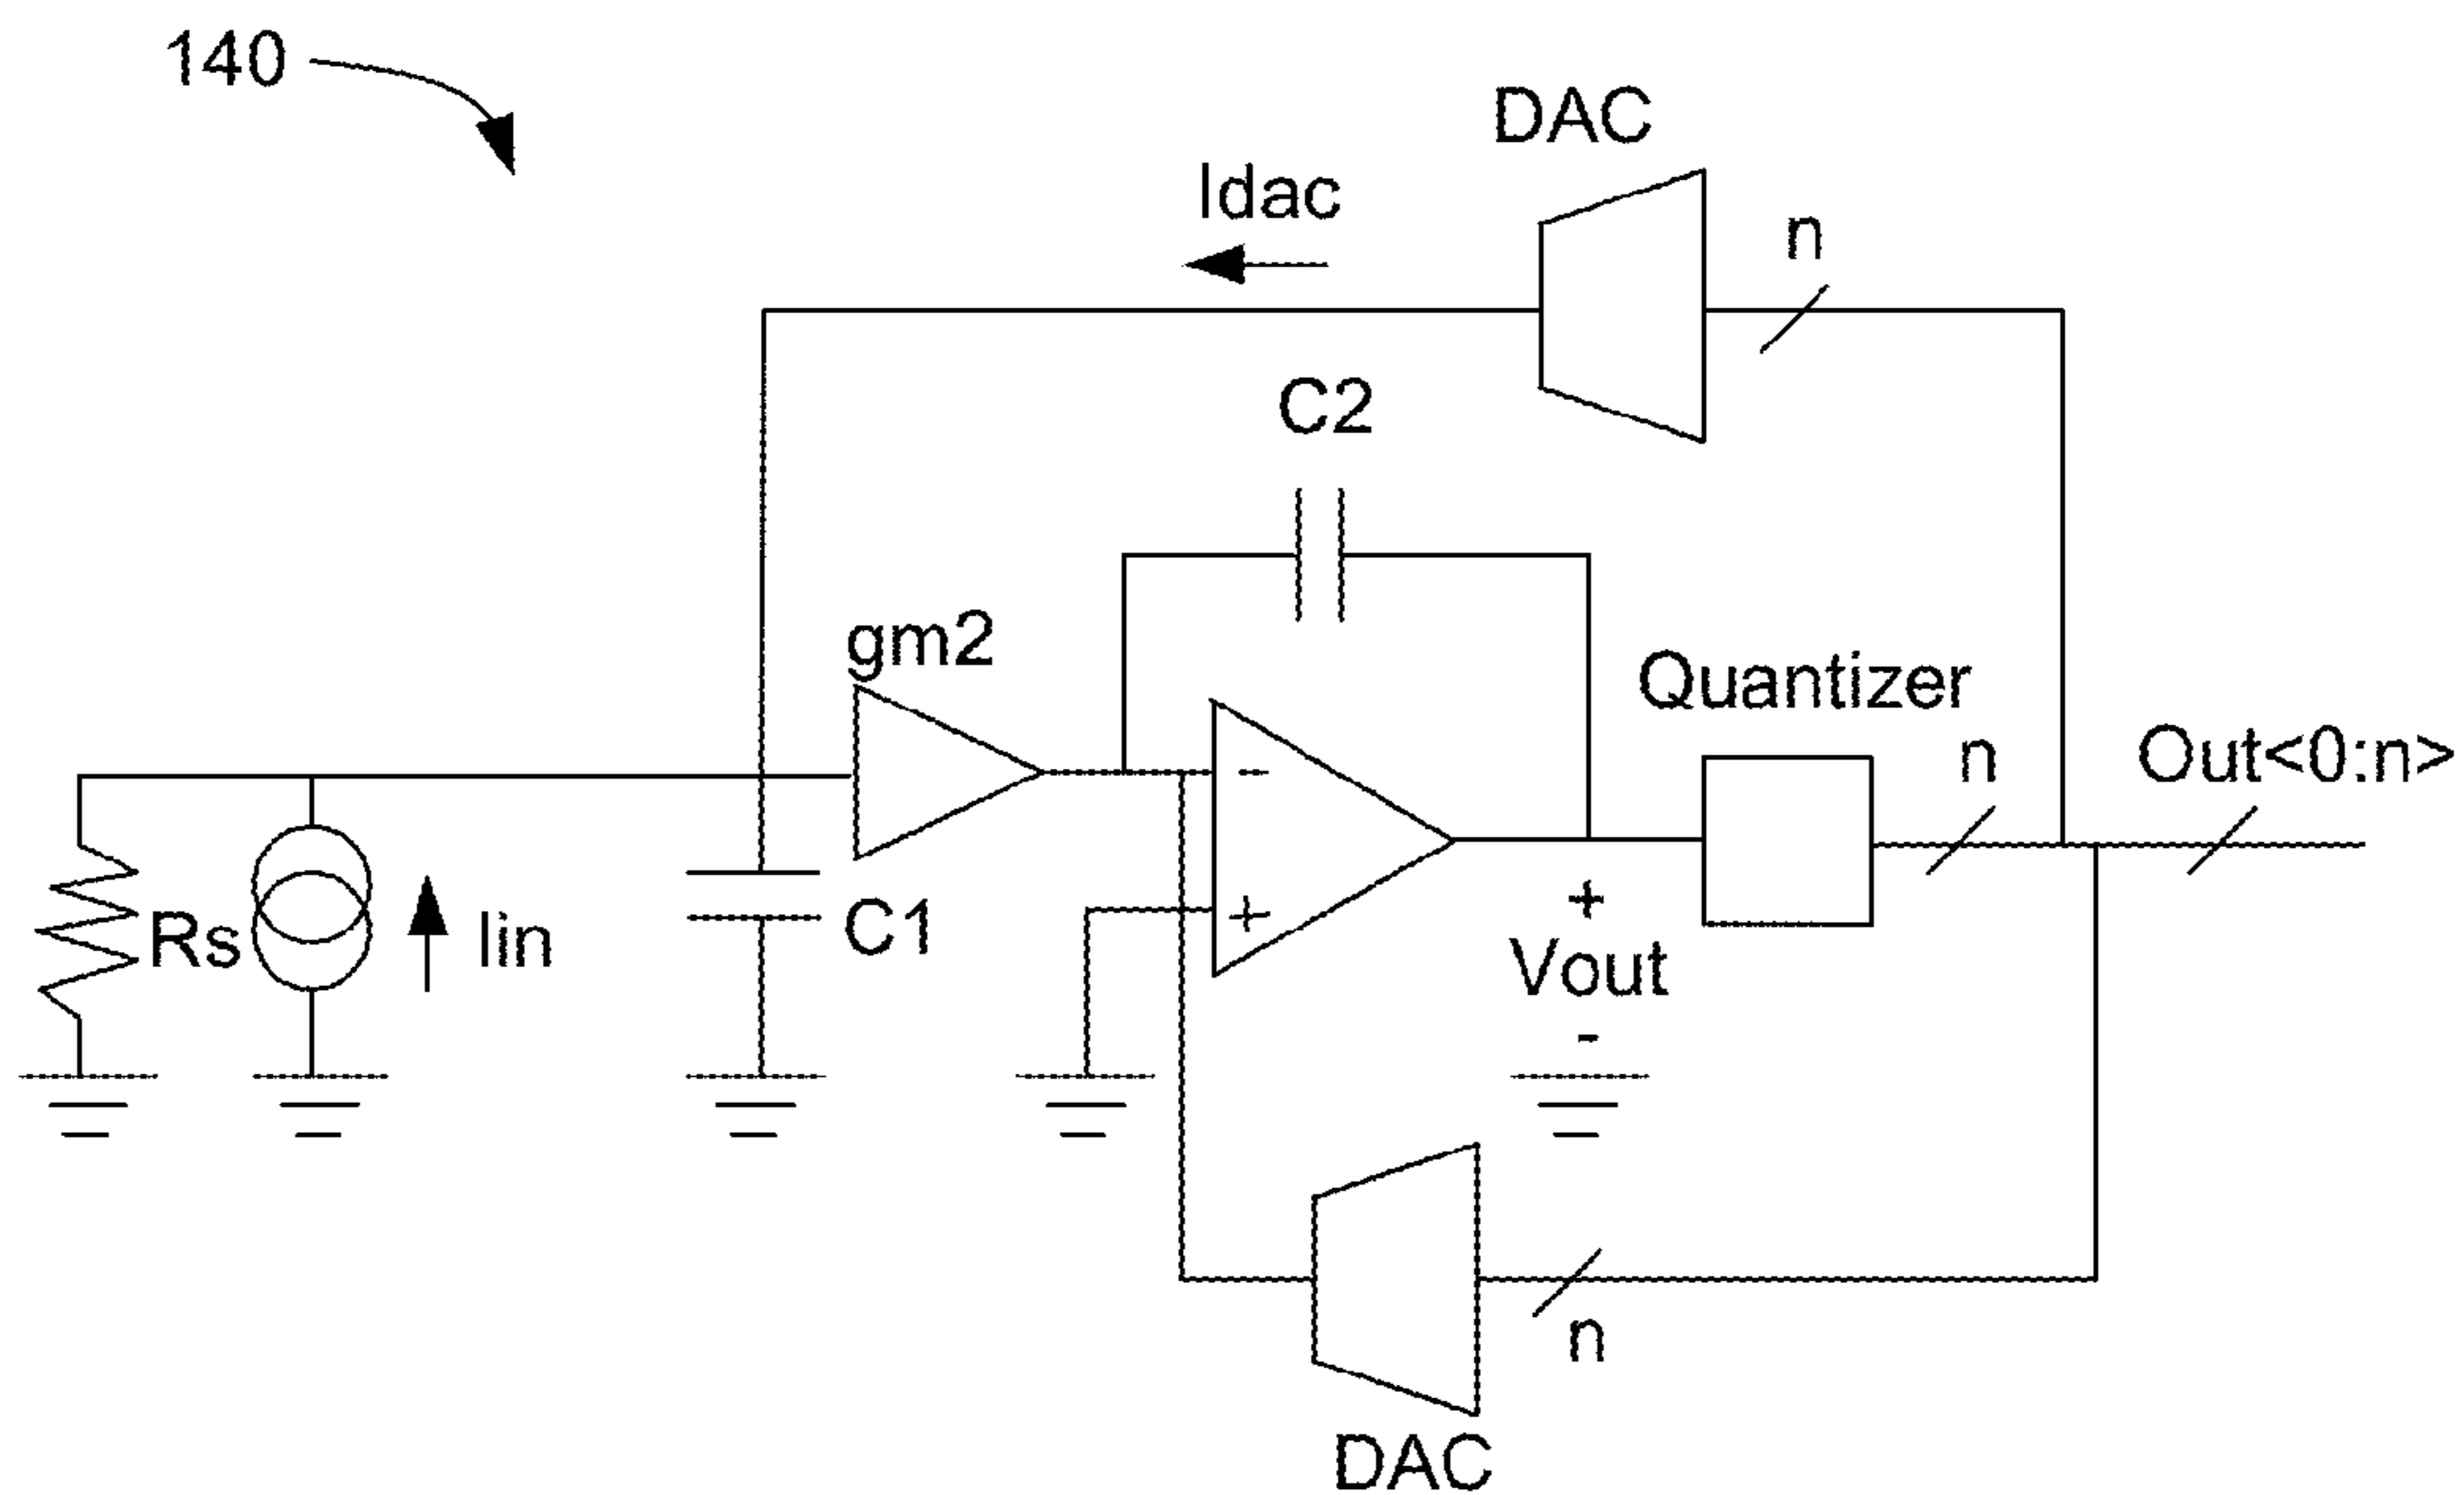 140
DAC
Idac
n
C2
gm2
Quantizer
n
Out<0:n>
-
+
Rs
Iin
C1
+
Vout
-
n
DAC